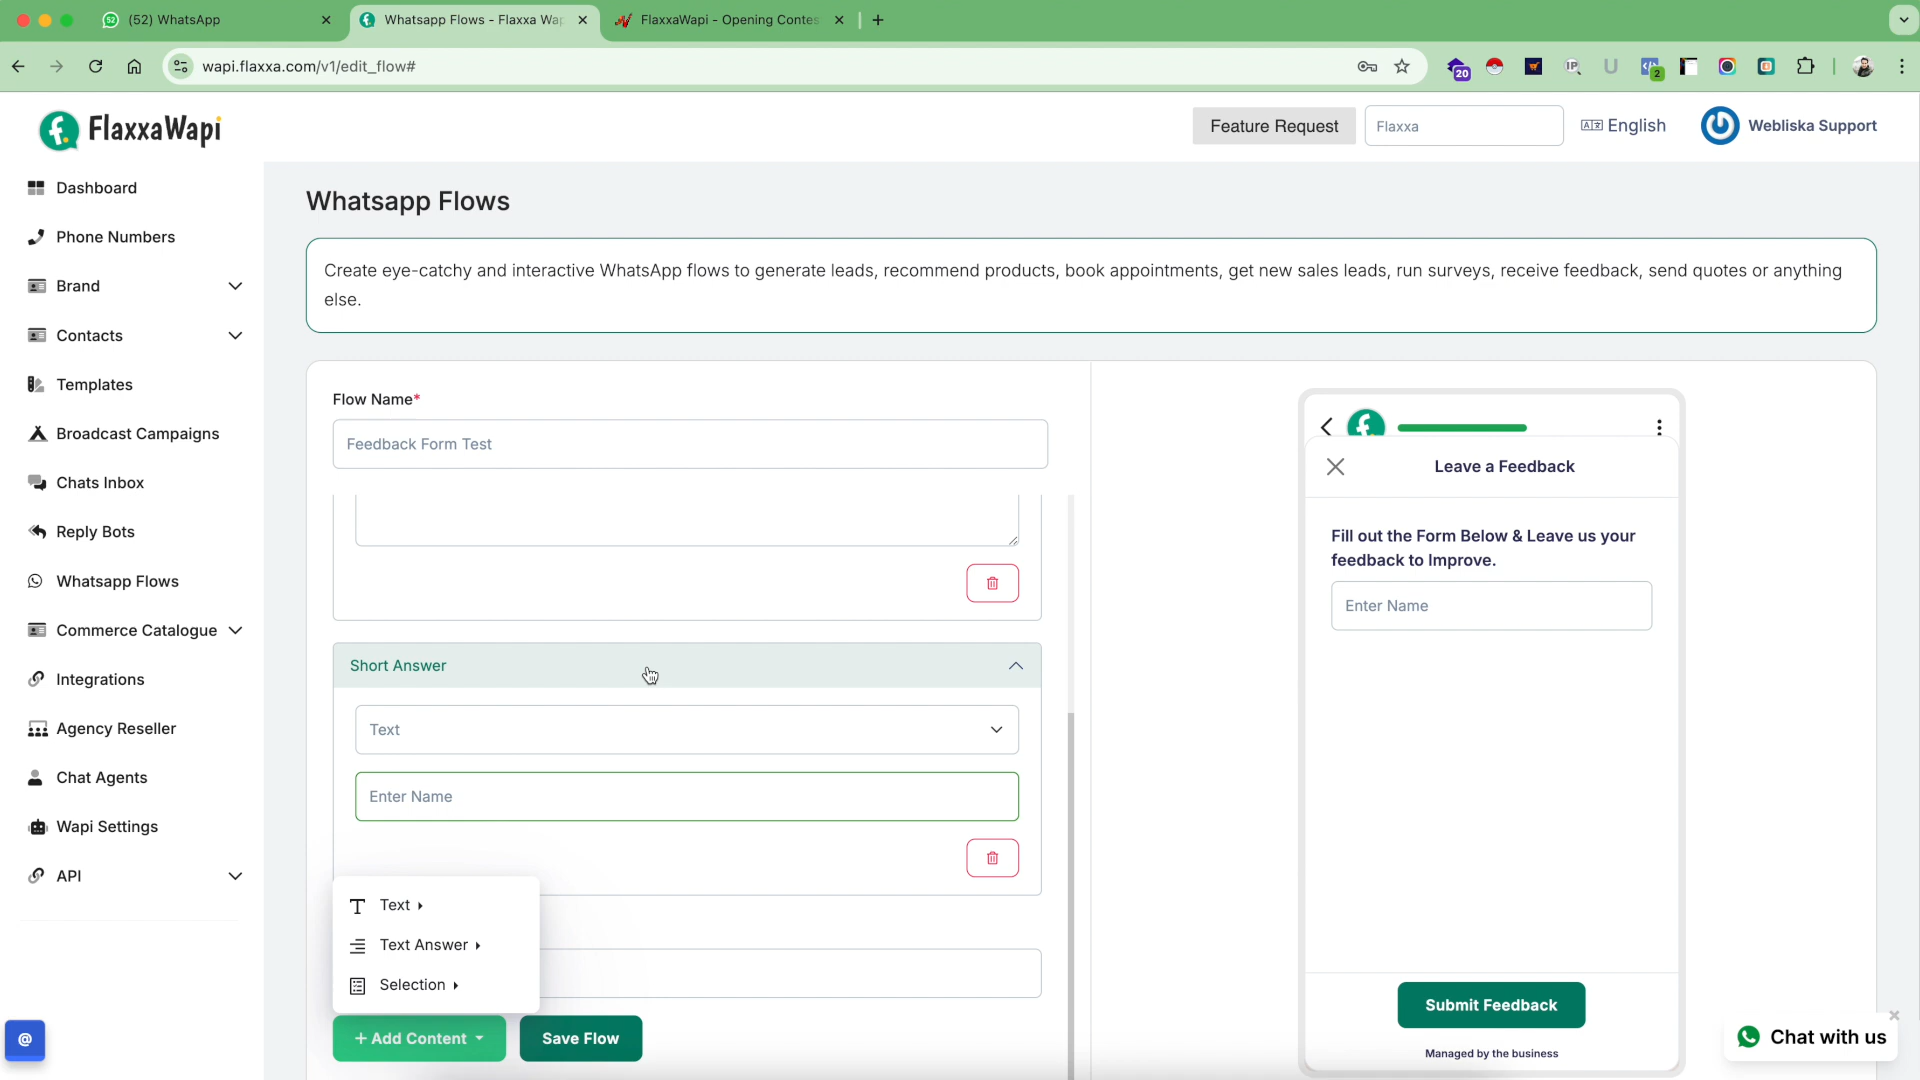 (52) WhatsApp
Whatsapp Flows - Flaxxa Wap
FlaxxaWapi - Opening Contes
wapi.flaxxa.com/v1/edit_flow#
20
IP
2
FlaxxaWapi
Feature Request
Flaxxa
English
Webliska Support
Dashboard
Phone Numbers
Brand
Contacts
Templates
Broadcast Campaigns
Chats Inbox
Reply Bots
Whatsapp Flows
Commerce Catalogue
Integrations
Agency Reseller
Chat Agents
Wapi Settings
API
@
Whatsapp Flows
Create eye-catchy and interactive WhatsApp flows to generate leads, recommend products, book appointments, get new sales leads, run surveys, receive feedback, send quotes or anything
else.
Flow Name*
Feedback Form Test
Short Answer
Text
Enter Name
Text
Text Answer
Selection
+ Add Content
Save Flow
Leave a Feedback
Fill out the Form Below & Leave us your
feedback to Improve.
Enter Name
Submit Feedback
Managed by the business
Chat with us